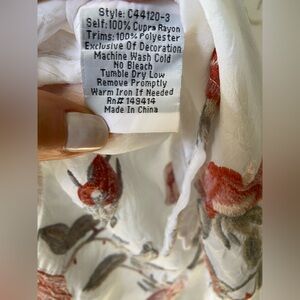 Style: C44120-3
Self: 100% Cupra Rayon
Trims: 100% Polyester
Exclusive Of Decoration
Machine Wash Cold
No Bleach
Tumble Dry Low
Remove Promptly
Warm Iron If Needed
Rn# 149414
Made In China